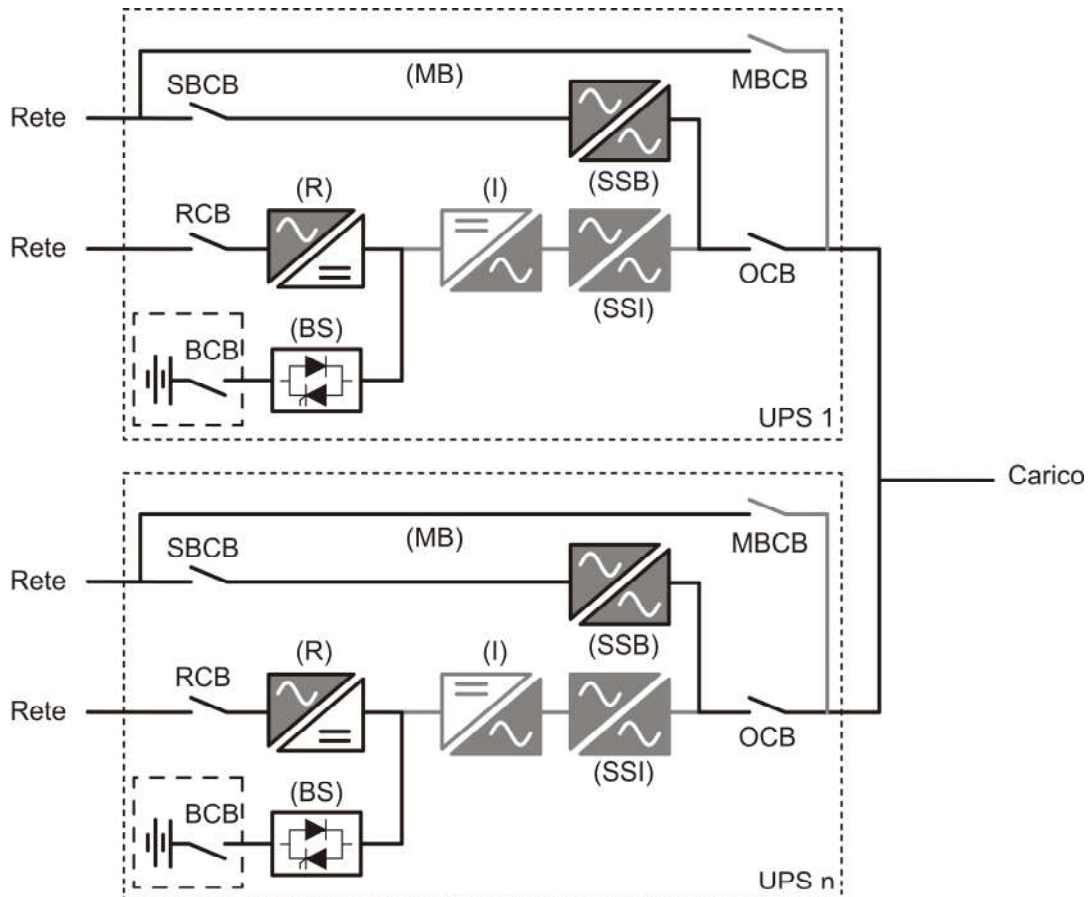 (MB)
MBCB
SBCB
Rete
(SSB)
(R)
(I)
RCB
Rete
OCB
(SSI)
(BS)
BCB
UPS 1
Carico
(MB)
MBCB
SBCB
Rete
(SSB)
(R)
(I)
RCB
Rete
OCB
(SSI)
(BS)
BCB
UPS n